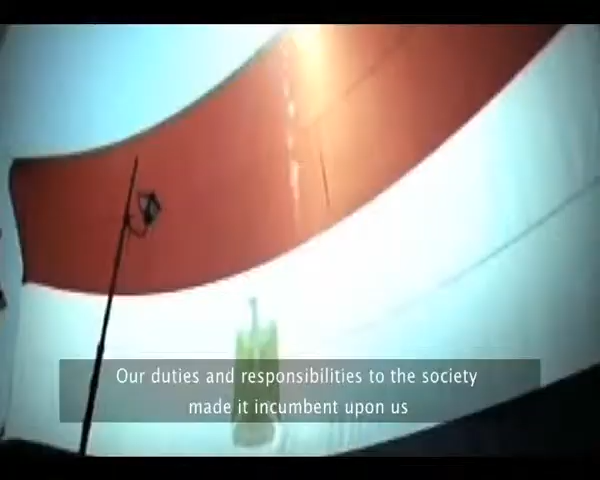 Our duties and responsibilities to the society
made it incumbent upon us